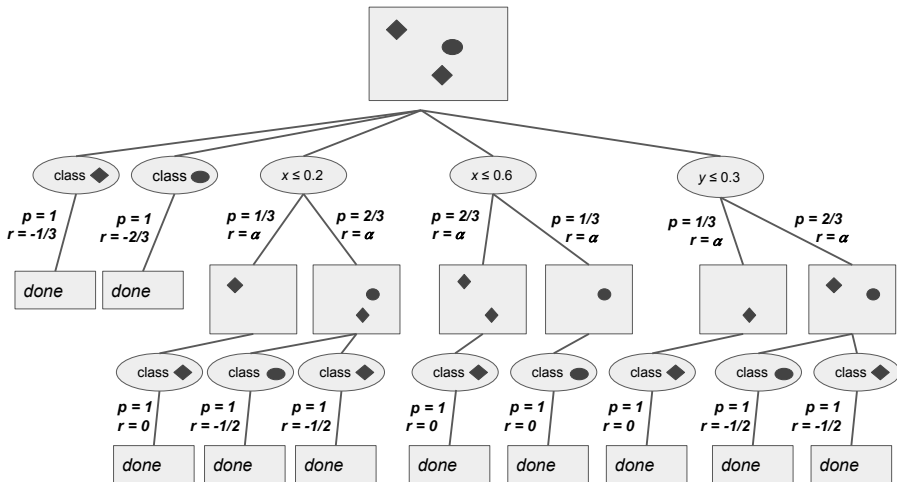 class
class
x ≤ 0.2
x ≤ 0.6
y ≤ 0.3
p = 1
r = -1/3
p = 1
r = -2/3
p = 1/3
r = α
p = 2/3
r = α
p = 2/3
r = α
p = 1/3
r = α
p = 1/3
r = α
p = 2/3
r = α
done
done
class
class
class
class
class
class
class
class
p = 1
r = 0
p = 1
r = -1/2
p = 1
r = -1/2
p = 1
r = 0
p = 1
r = 0
p = 1
r = 0
p = 1
r = -1/2
p = 1
r = -1/2
done
done
done
done
done
done
done
done